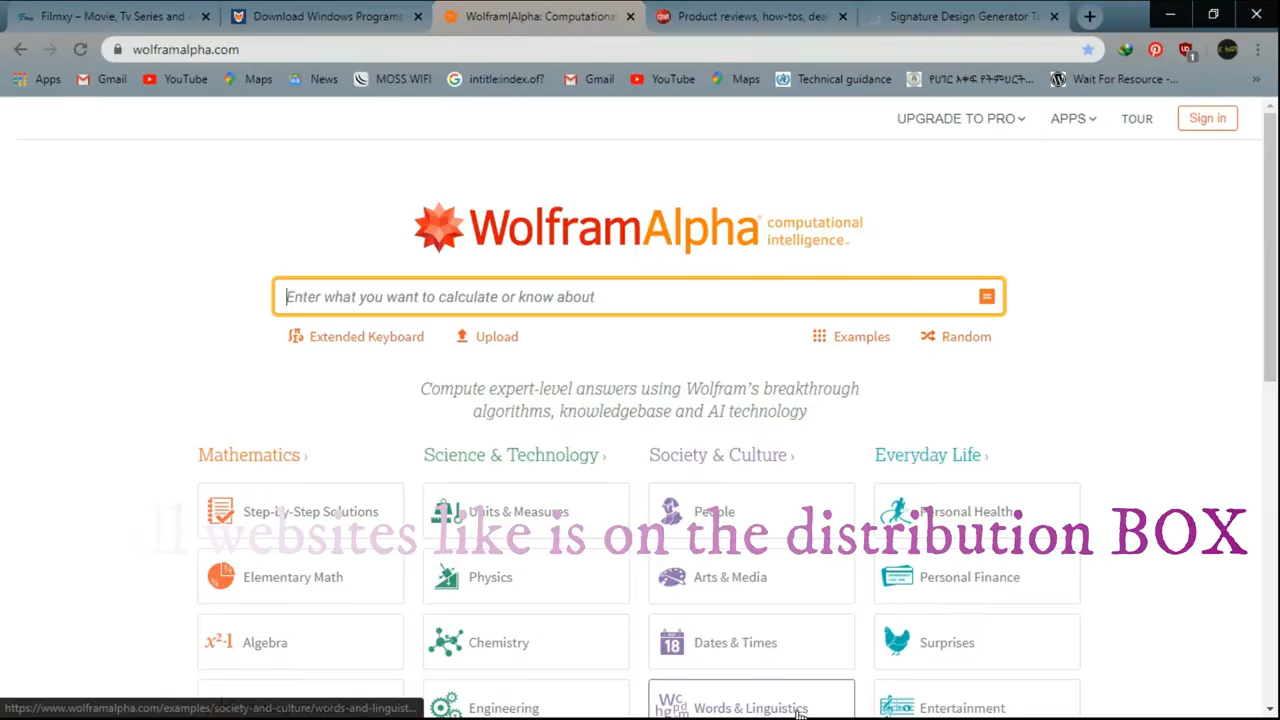 Filmxy – Movie, Tv Series and
Download Windows Programs
Wolfram|Alpha: Computational
Product reviews, how-tos, dea
Signature Design Generator To
wolframalpha.com
1
Apps
Gmail
YouTube
Maps
News
MOSS WIFI
intitle:index.of?
Gmail
YouTube
Maps
Technical guidance
Wait For Resource -...
»
UPGRADE TO PRO
APPS
TOUR
Sign in
WolframAlpha computational intelligence.
Enter what you want to calculate or know about
Extended Keyboard
Upload
Examples
Random
Compute expert-level answers using Wolfram's breakthrough
algorithms, knowledgebase and AI technology
Mathematics ›
Science & Technology ›
Society & Culture ›
Everyday Life ›
Step-by-Step Solutions
Units & Measures
People
Personal Health
ll websites like is on the distribution BOX
Elementary Math
Physics
Arts & Media
Personal Finance
Algebra
Chemistry
Dates & Times
Surprises
https://www.wolframalpha.com/examples/society-and-culture/words-and-linguist...
Engineering
Words & Linguistics
Entertainment